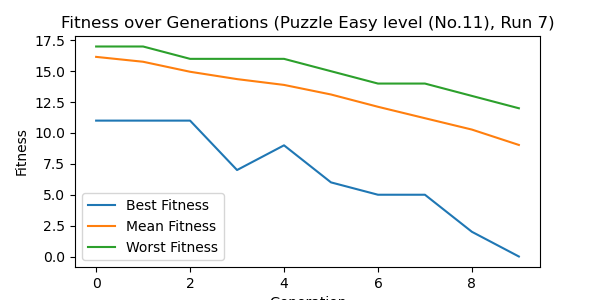 Fitness over Generations (Puzzle Easy level (No.11), Run 7)
17.5
15.0
12.5
10.0
7.5
5.0
2.5
0.0
Fitness
Best Fitness
Mean Fitness
Worst Fitness
0 2 4 6 8
Generation